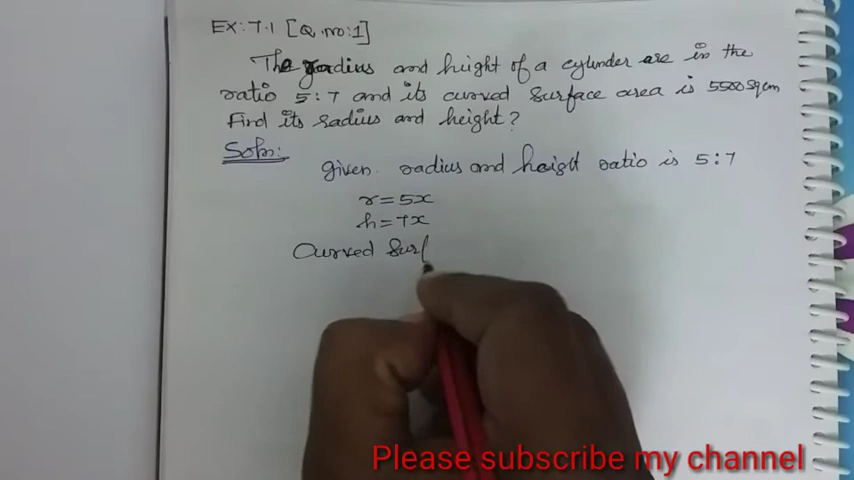 Ex: 7.1 [Q.no:1]
The radius and height of a cylinder are in the
ratio 5:7 and its curved surface area is 5500 sq cm
Find its radius and height?
Soln:
given radius and height ratio is 5:7
r=5x
h=7x
Curved Surf
Please subscribe my channel